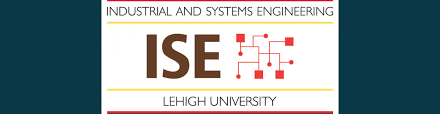 INDUSTRIAL AND SYSTEMS ENGINEERING
ISE
LEHIGH UNIVERSITY